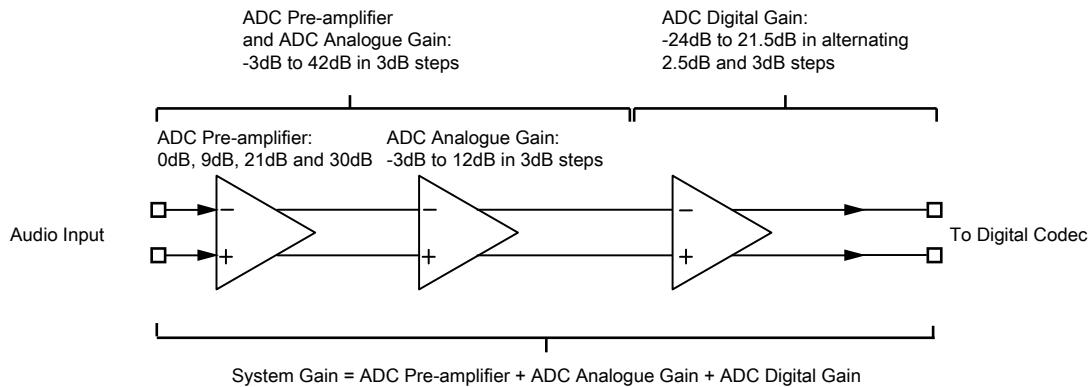 ADC Pre-amplifier
and ADC Analogue Gain:
-3dB to 42dB in 3dB steps
ADC Digital Gain:
-24dB to 21.5dB in alternating
2.5dB and 3dB steps
ADC Pre-amplifier:
0dB, 9dB, 21dB and 30dB
ADC Analogue Gain:
-3dB to 12dB in 3dB steps
Audio Input
− − −
+ + +
To Digital Codec
System Gain = ADC Pre-amplifier + ADC Analogue Gain + ADC Digital Gain